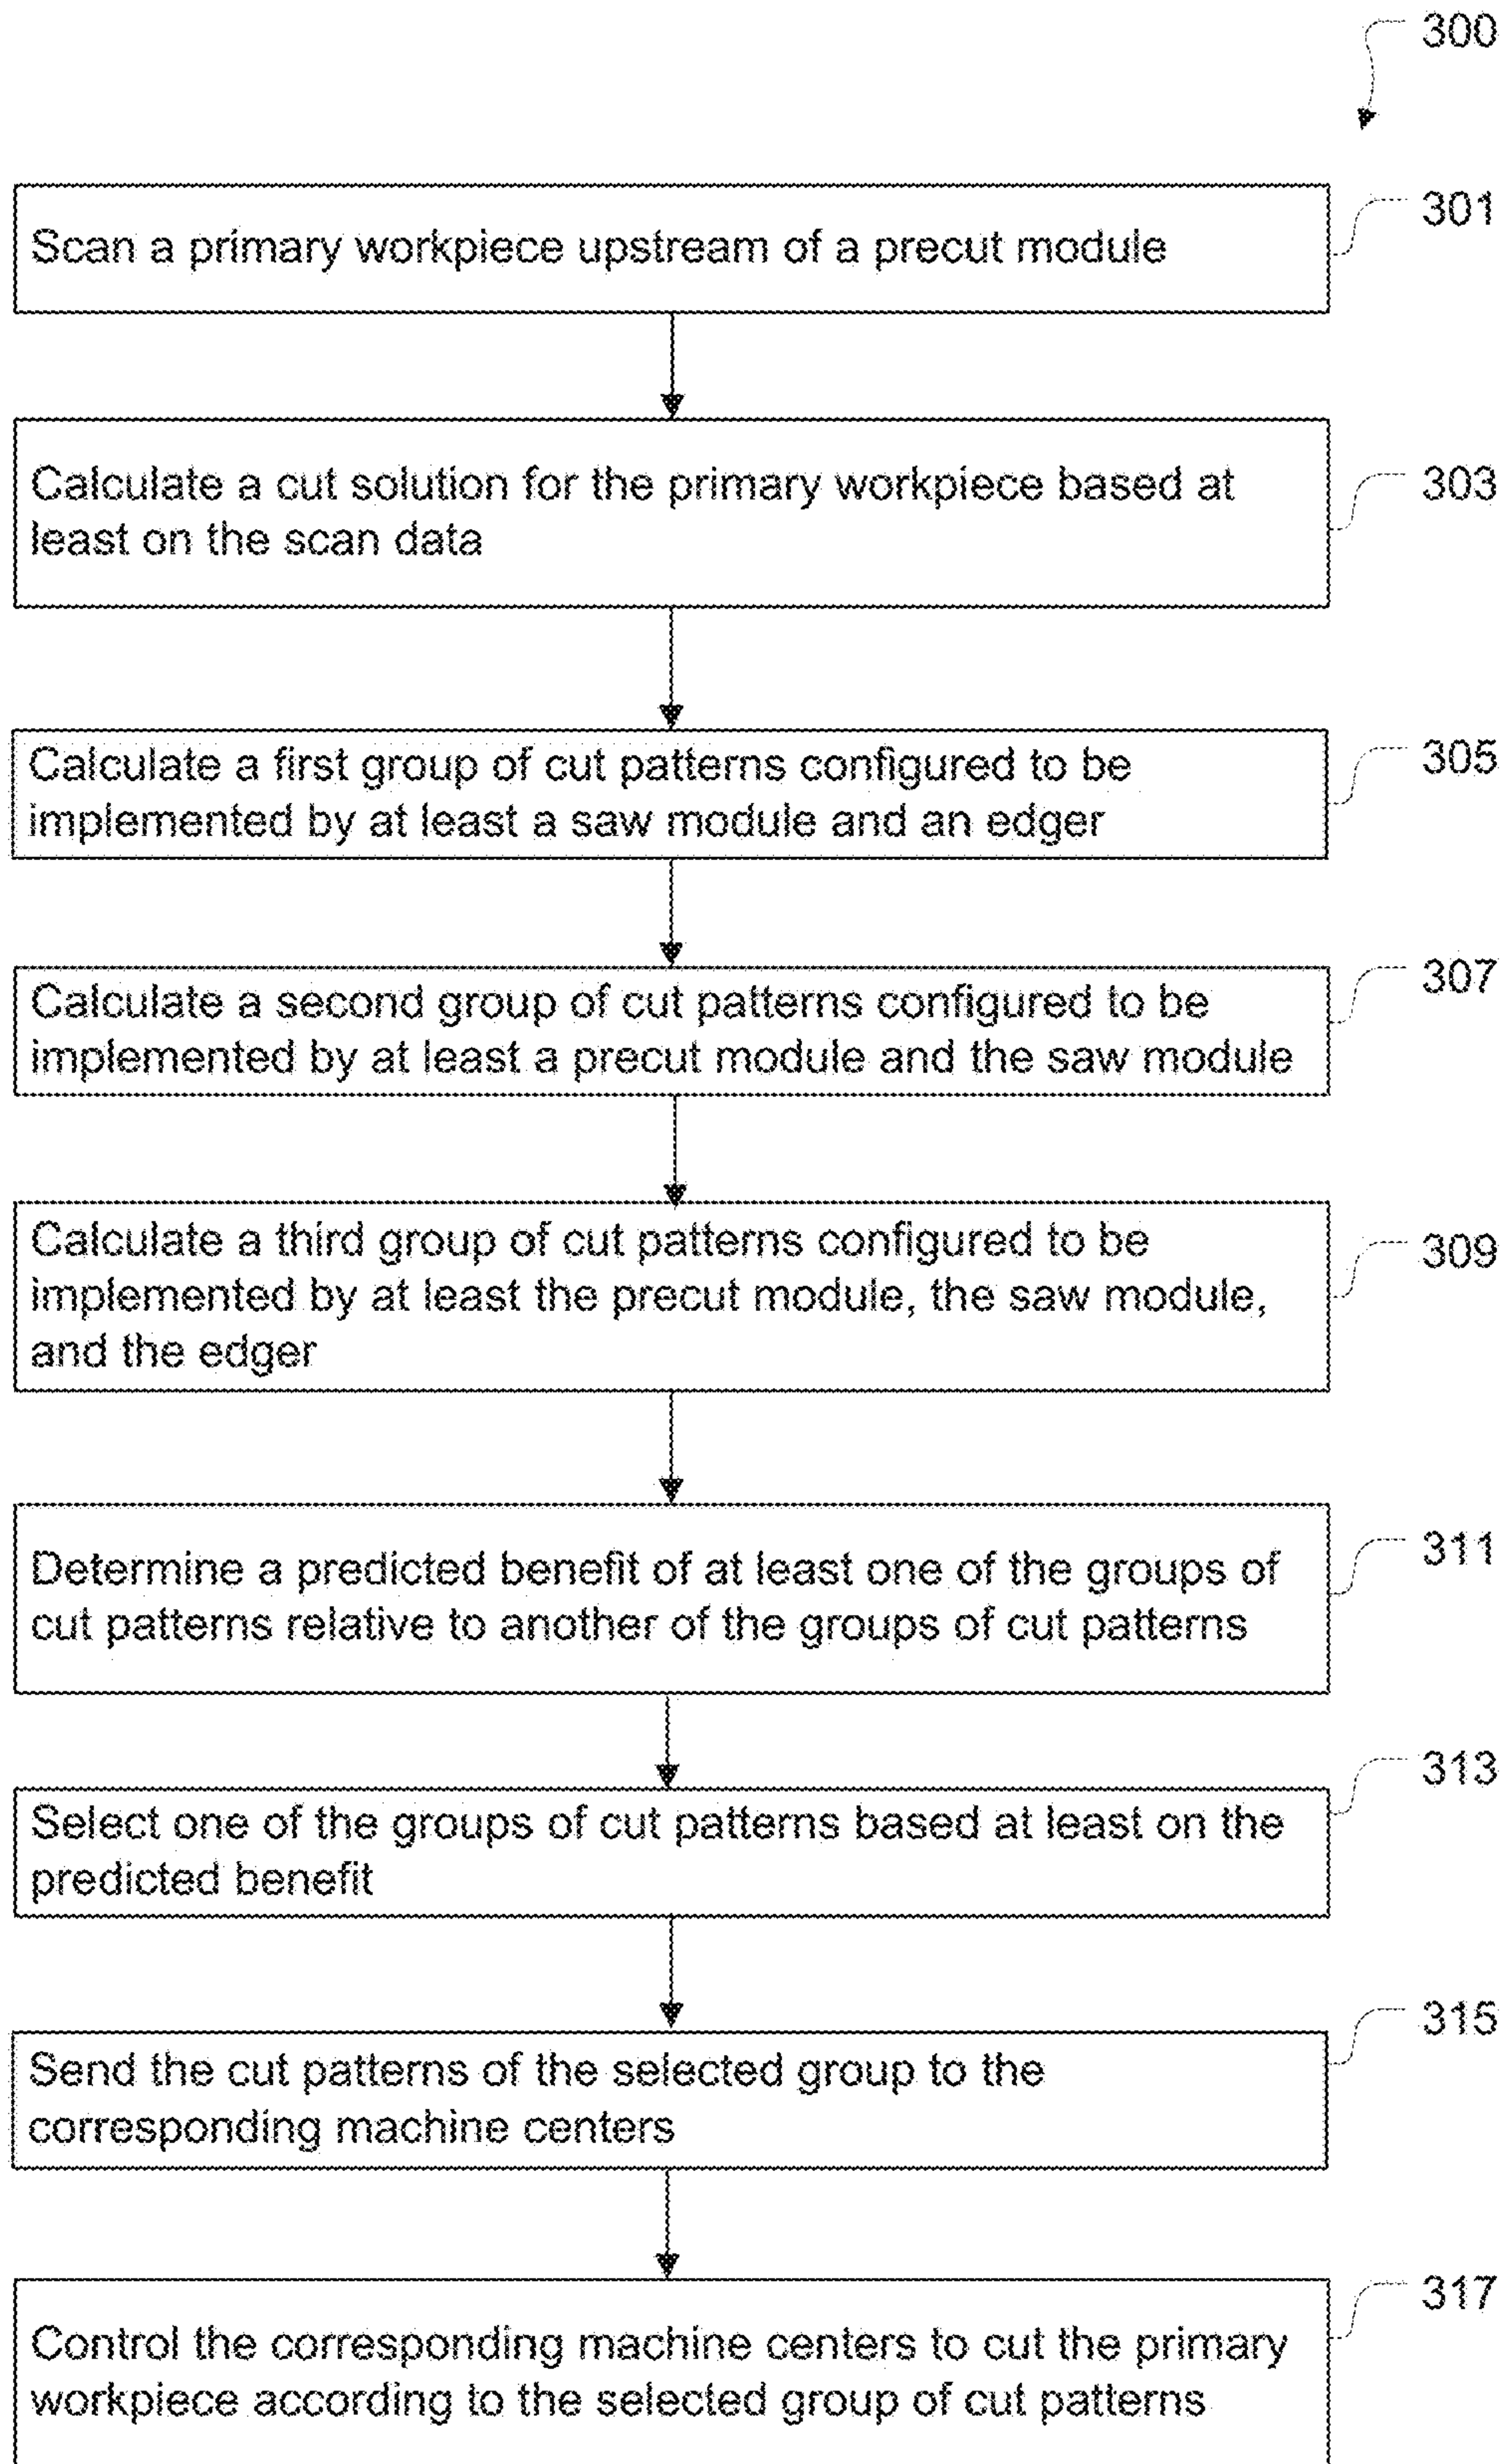 300
301
Scan a primary workpiece upstream of a precut module
303
Calculate a cut solution for the primary workpiece based at
least on the scan data
305
Calculate a first group of cut patterns configured to be
implemented by at least a saw module and an edger
307
Calculate a second group of cut patterns configured to be
implemented by at least a precut module and the saw module
309
Calculate a third group of cut patterns configured to be
implemented by at least the precut module, the saw module,
and the edger
311
Determine a predicted benefit of at least one of the groups of
cut patterns relative to another of the groups of cut patterns
313
Select one of the groups of cut patterns based at least on the
predicted benefit
315
Send the cut patterns of the selected group to the
corresponding machine centers
317
Control the corresponding machine centers to cut the primary
workpiece according to the selected group of cut patterns